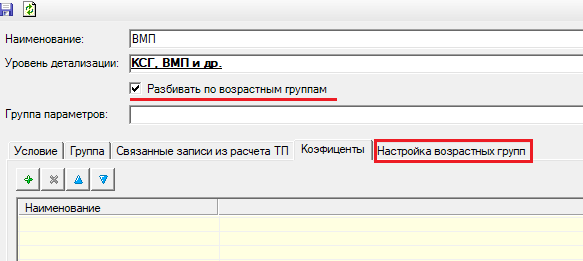 Наименование: ВМП
Уровень детализации: КСГ, ВМП и др.
Разбивать по возрастным группам
Группа параметров:
Условие Группа Связанные записи из расчета ТП Коэфиценты Настройка возрастных групп
Наименование